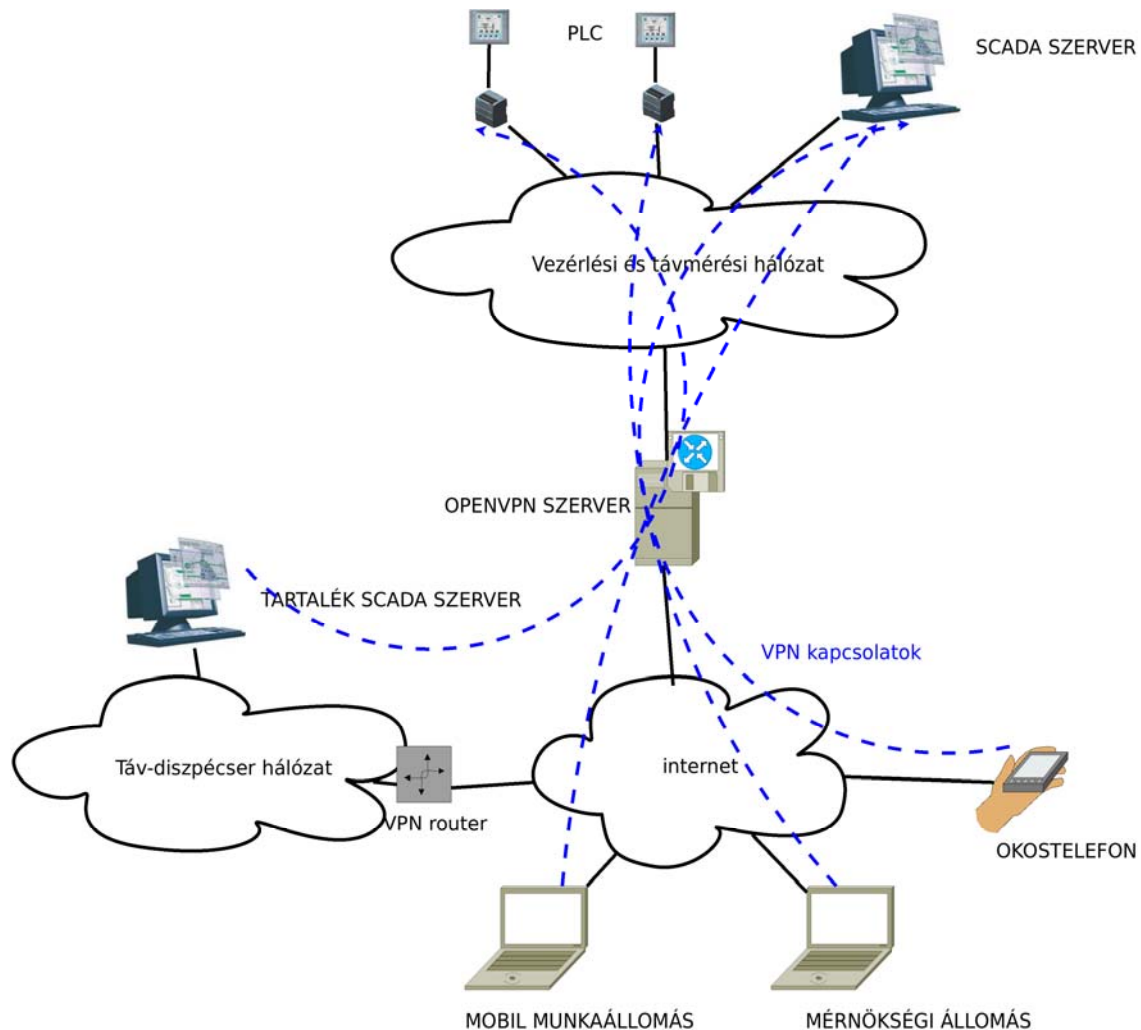 PLC
SCADA SZERVER
Vezérlési és távmérési hálózat
OPENVPN SZERVER
TARTALÉK SCADA SZERVER
VPN kapcsolatok
Táv-diszpécser hálózat
internet
VPN router
OKOSTELEFON
MOBIL MUNKAÁLLOMÁS
MÉRNÖKSÉGI ÁLLOMÁS